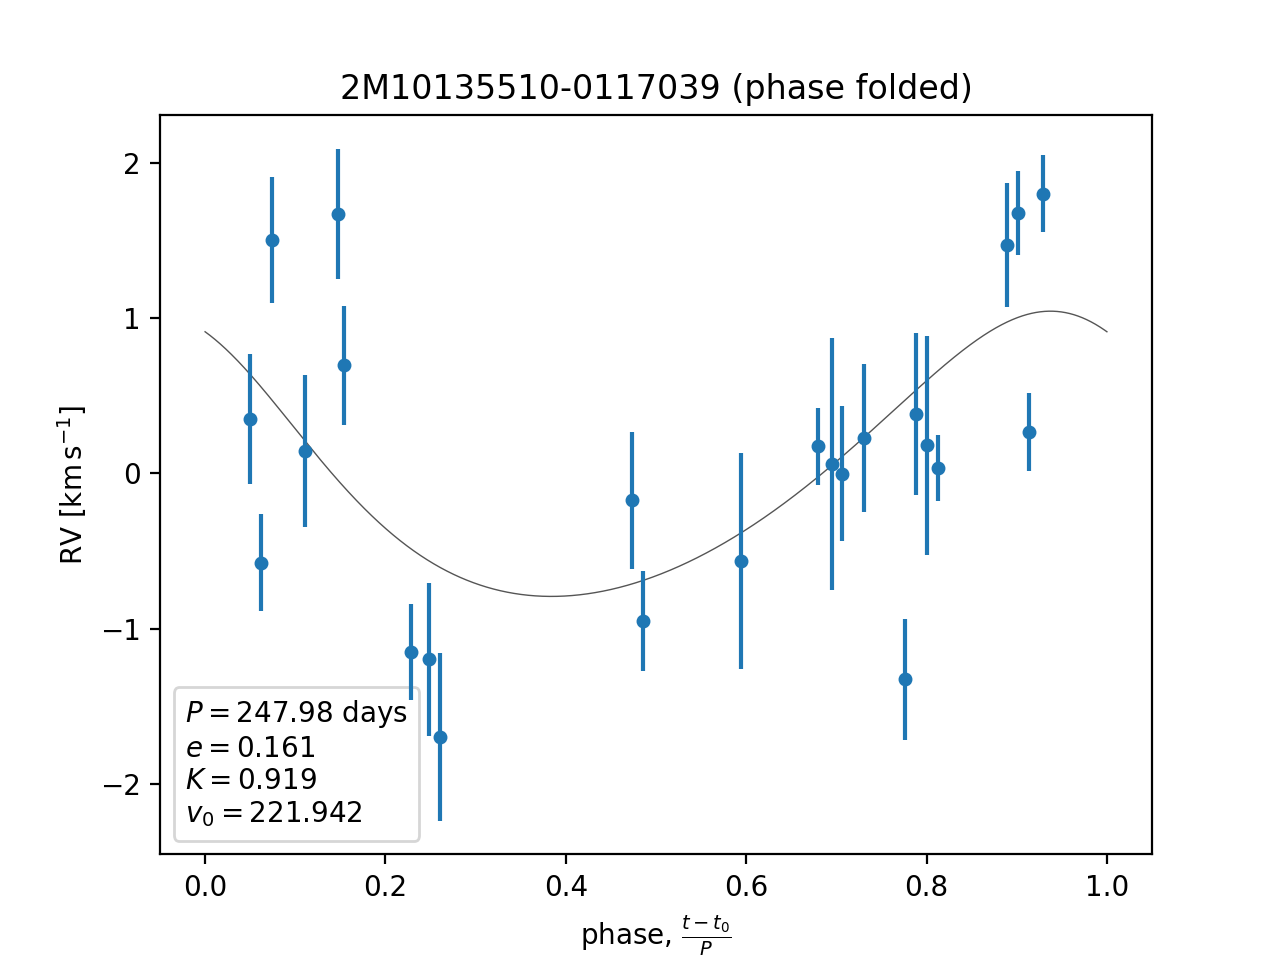 2M10135510-0117039 (phase folded)
RV [km s⁻¹]
2
1
0
−1
−2
P = 247.98 days
e = 0.161
K = 0.919
v₀ = 221.942
0.0 0.2 0.4 0.6 0.8 1.0
phase, (t − t₀)/P